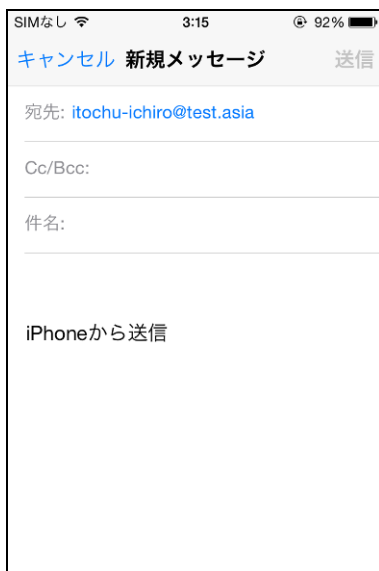 SIMなし 3:15 92%
キャンセル 新規メッセージ 送信
宛先: itochu-ichiro@test.asia
Cc/Bcc:
件名:
iPhoneから送信